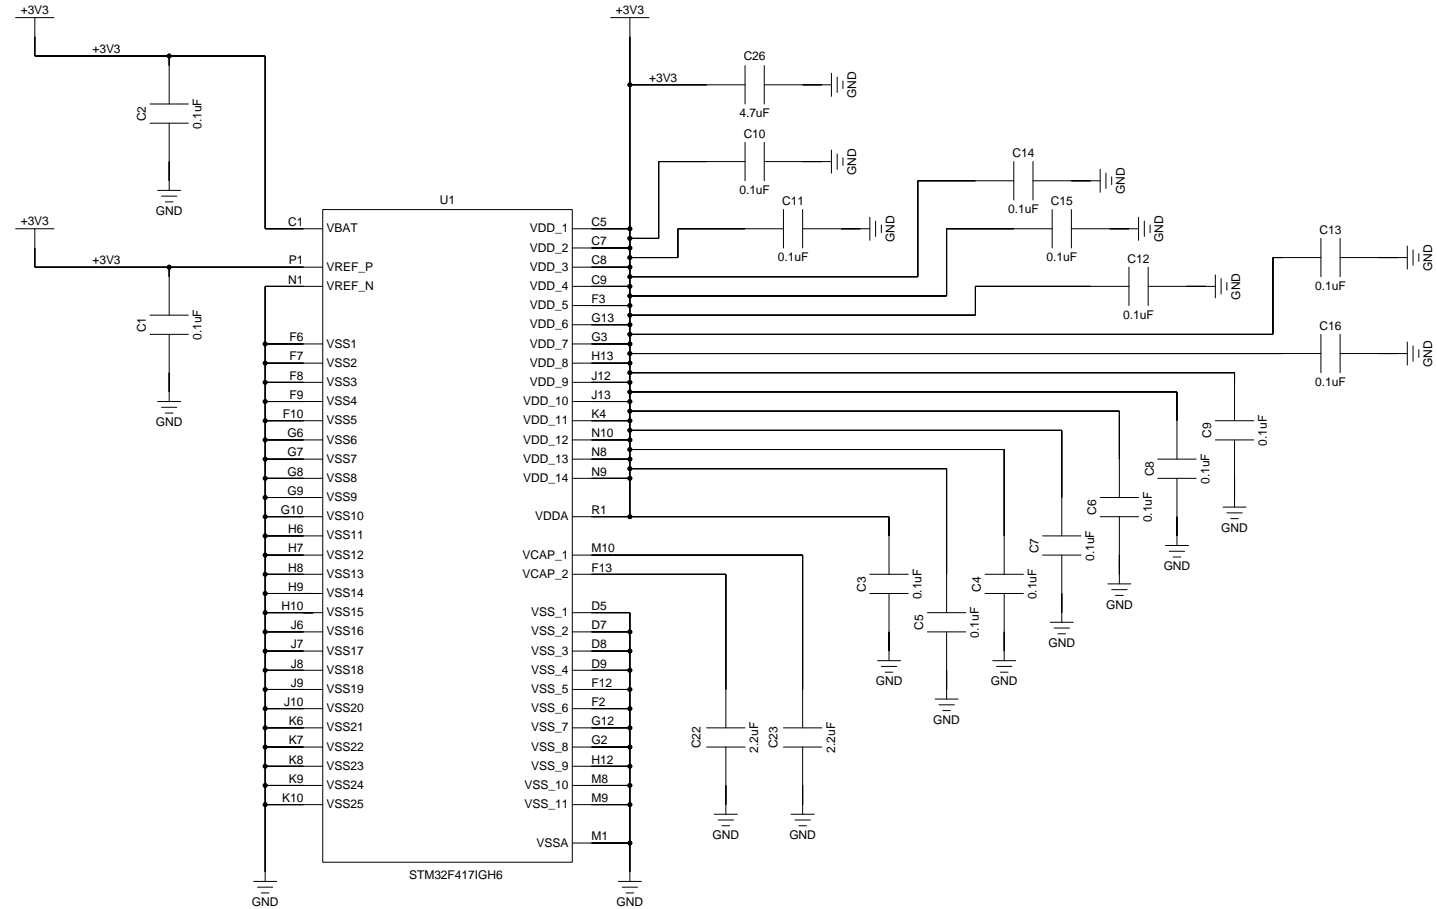 +3V3
+3V3
C2
0.1uF
GND
+3V3
+3V3
C1
0.1uF
GND
U1
C1 VBAT
P1 VREF_P
N1 VREF_N
F6 VSS1
F7 VSS2
F8 VSS3
F9 VSS4
F10 VSS5
G6 VSS6
G7 VSS7
G8 VSS8
G9 VSS9
G10 VSS10
H6 VSS11
H7 VSS12
H8 VSS13
H9 VSS14
H10 VSS15
J6 VSS16
J7 VSS17
J8 VSS18
J9 VSS19
J10 VSS20
K6 VSS21
K7 VSS22
K8 VSS23
K9 VSS24
K10 VSS25
GND
VDD_1 C5
VDD_2 C7
VDD_3 C8
VDD_4 C9
VDD_5 F3
VDD_6 G13
VDD_7 G3
VDD_8 H13
VDD_9 J12
VDD_10 J13
VDD_11 K4
VDD_12 N10
VDD_13 N8
VDD_14 N9
VDDA R1
VCAP_1 M10
VCAP_2 F13
VSS_1 D5
VSS_2 D7
VSS_3 D8
VSS_4 D9
VSS_5 F12
VSS_6 F2
VSS_7 G12
VSS_8 G2
VSS_9 H12
VSS_10 M8
VSS_11 M9
VSSA M1
STM32F417IGH6
GND
+3V3
+3V3
C26
4.7uF
GND
C10
0.1uF
GND
C11
0.1uF
GND
C14
0.1uF
GND
C15
0.1uF
GND
C12
0.1uF
GND
C13
0.1uF
GND
C16
0.1uF
GND
C9
0.1uF
GND
C8
0.1uF
GND
C6
0.1uF
GND
C7
0.1uF
GND
C4
0.1uF
GND
C5
0.1uF
GND
C3
0.1uF
GND
C22
2.2uF
GND
C23
2.2uF
GND